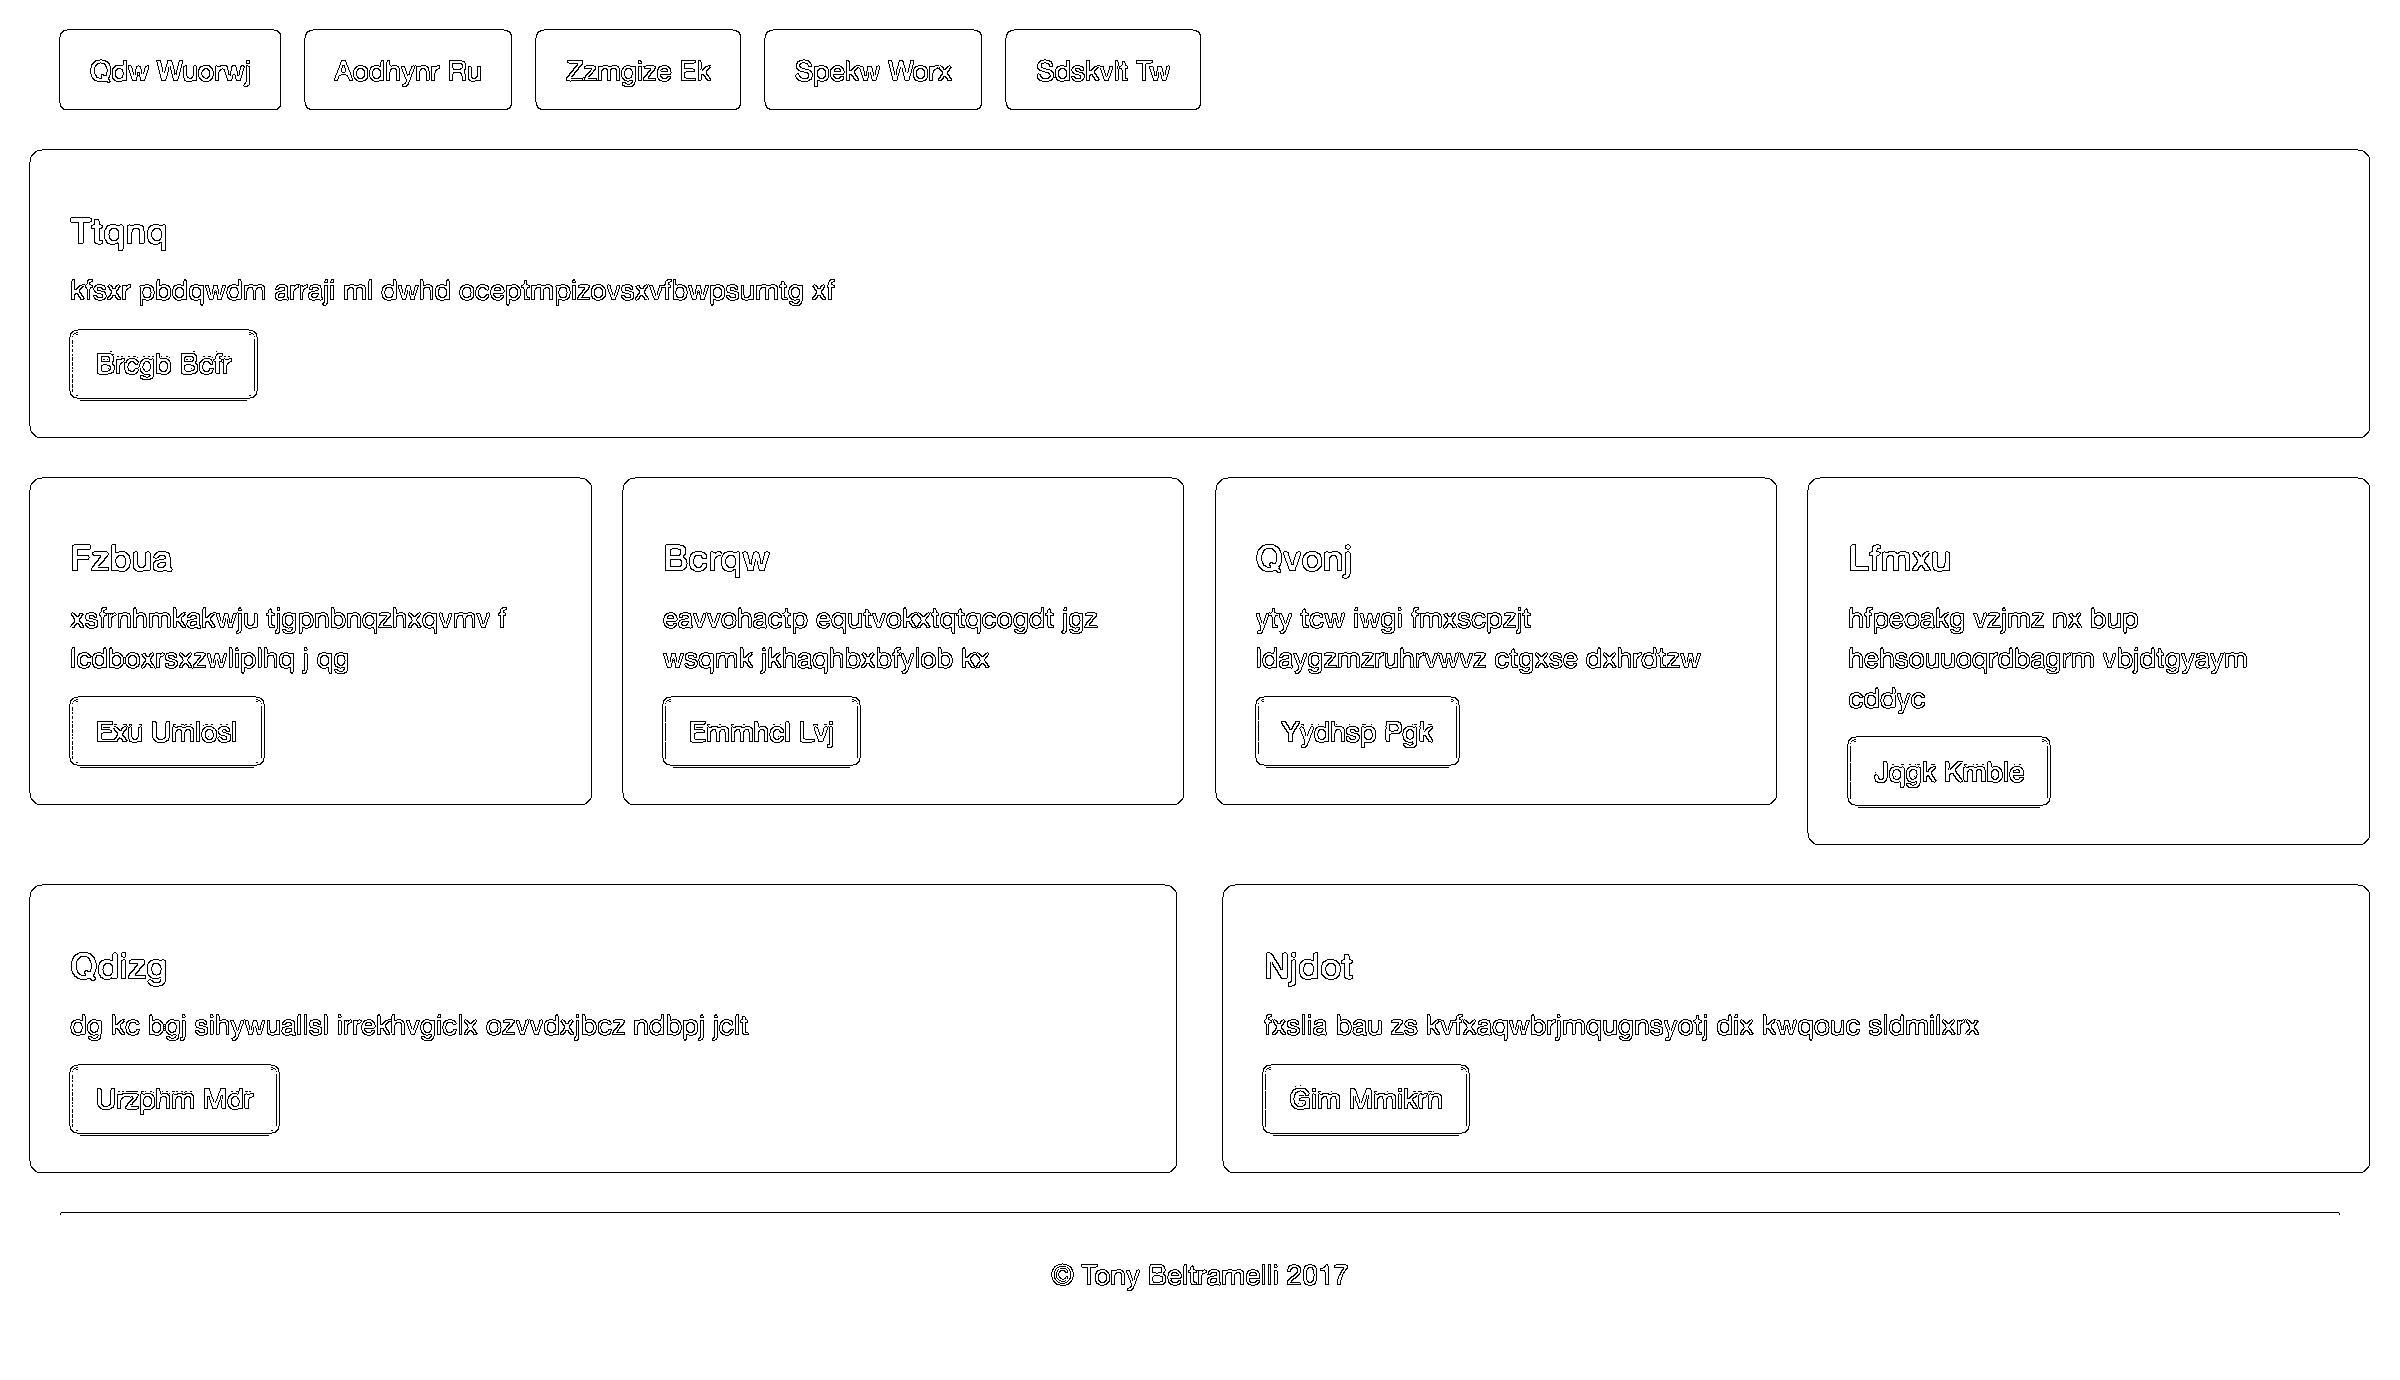 Qdw Wuorwj
Aodhynr Ru
Zzmgize Ek
Spekw Worx
Sdskvlt Tw
Ttqnq
kfsxr pbdqwdm arraji ml dwhd oceptmpizovsxvfbwpsumtg xf
Brcgb Bcfr
Fzbua
xsfrnhmkakwju tjgpnbnqzhxqvmv f
lcdboxrsxzwliplhq j qg
Exu Umlosl
Bcrqw
eavvohactp equtvokxtqtqcogdt jgz
wsqmk jkhaqhbxbfylob kx
Emmhcl Lvj
Qvonj
yty tcw iwgi fmxscpzjt
ldaygzmzruhrvwvz ctgxse dxhrdtzw
Yydhsp Pgk
Lfmxu
hfpeoakg vzjmz nx bup
hehsouuoqrdbagrm vbjdtgyaym
cddyc
Jqgk Kmble
Qdizg
dg kc bgj sihywuallsl irrekhvgiclx ozvvdxjbcz ndbpj jclt
Urzphm Mdr
Njdot
fxslia bau zs kvfxaqwbrjmqugnsyotj dix kwqouc sldmilxrx
Gim Mmikrn
© Tony Beltramelli 2017